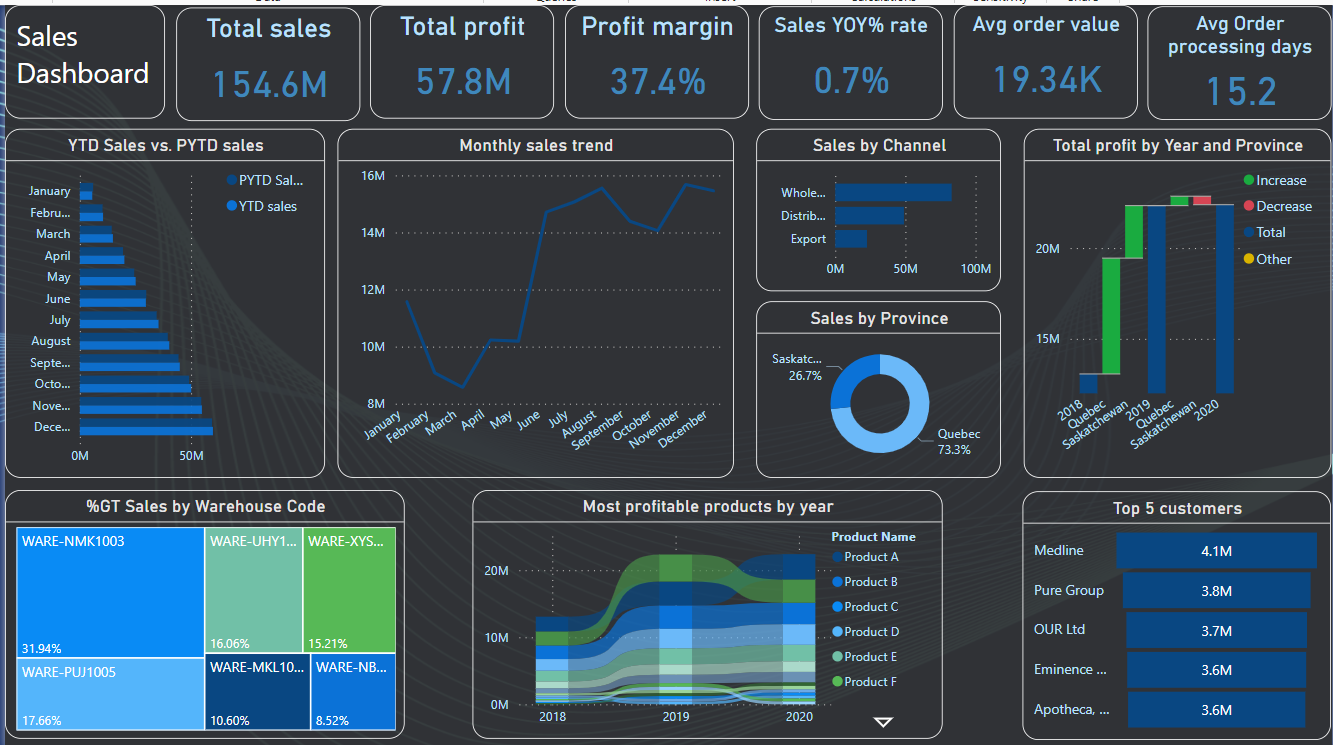 Sales
Dashboard
Total sales
154.6M
Total profit
57.8M
Profit margin
37.4%
Sales YOY% rate
0.7%
Avg order value
19.34K
Avg Order
processing days
15.2
YTD Sales vs. PYTD sales
PYTD Sal...
YTD sales
January
Febru...
March
April
May
June
July
August
Septe...
Octo...
Nove...
Dece...
0M
50M
Monthly sales trend
16M
14M
12M
10M
8M
January
February
March
April
May
June
July
August
September
October
November
December
Sales by Channel
Whole...
Distrib...
Export
0M
50M
100M
Sales by Province
Saskatc...
26.7%
Quebec
73.3%
Total profit by Year and Province
Increase
Decrease
Total
Other
20M
15M
2018
Quebec
Saskatchewan
2019
Quebec
Saskatchewan
2020
%GT Sales by Warehouse Code
WARE-NMK1003
31.94%
WARE-PUJ1005
17.66%
WARE-UHY1...
16.06%
WARE-XYS...
15.21%
WARE-MKL10...
10.60%
WARE-NB...
8.52%
Most profitable products by year
20M
10M
0M
2018
2019
2020
Product Name
Product A
Product B
Product C
Product D
Product E
Product F
Top 5 customers
Medline
4.1M
Pure Group
3.8M
OUR Ltd
3.7M
Eminence ...
3.6M
Apotheca, ...
3.6M